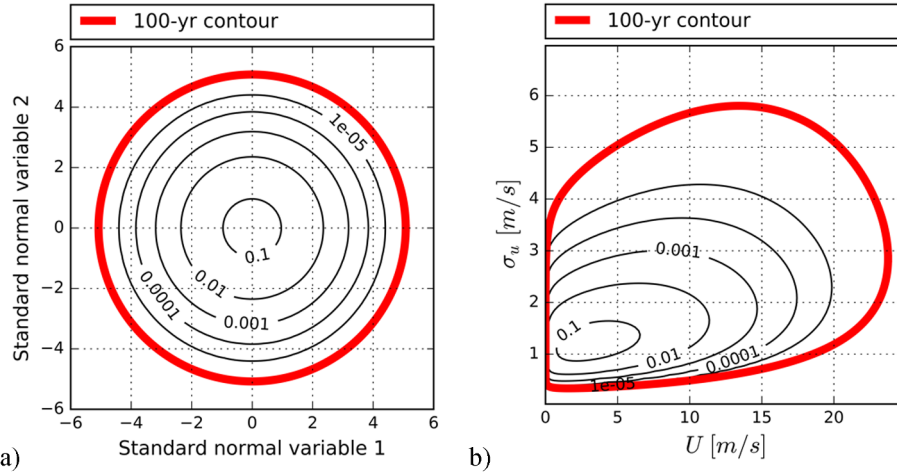 100-yr contour
6
4
2
0
−2
−4
−6
Standard normal variable 2
1e-05
0.1
0.01
0.001
0.0001
−6 −4 −2 0 2 4 6
Standard normal variable 1
a)
100-yr contour
6
5
4
3
2
1
σu [m/s]
0.001
0.1
0.01
0.0001
1e-05
0 5 10 15 20
U [m/s]
b)